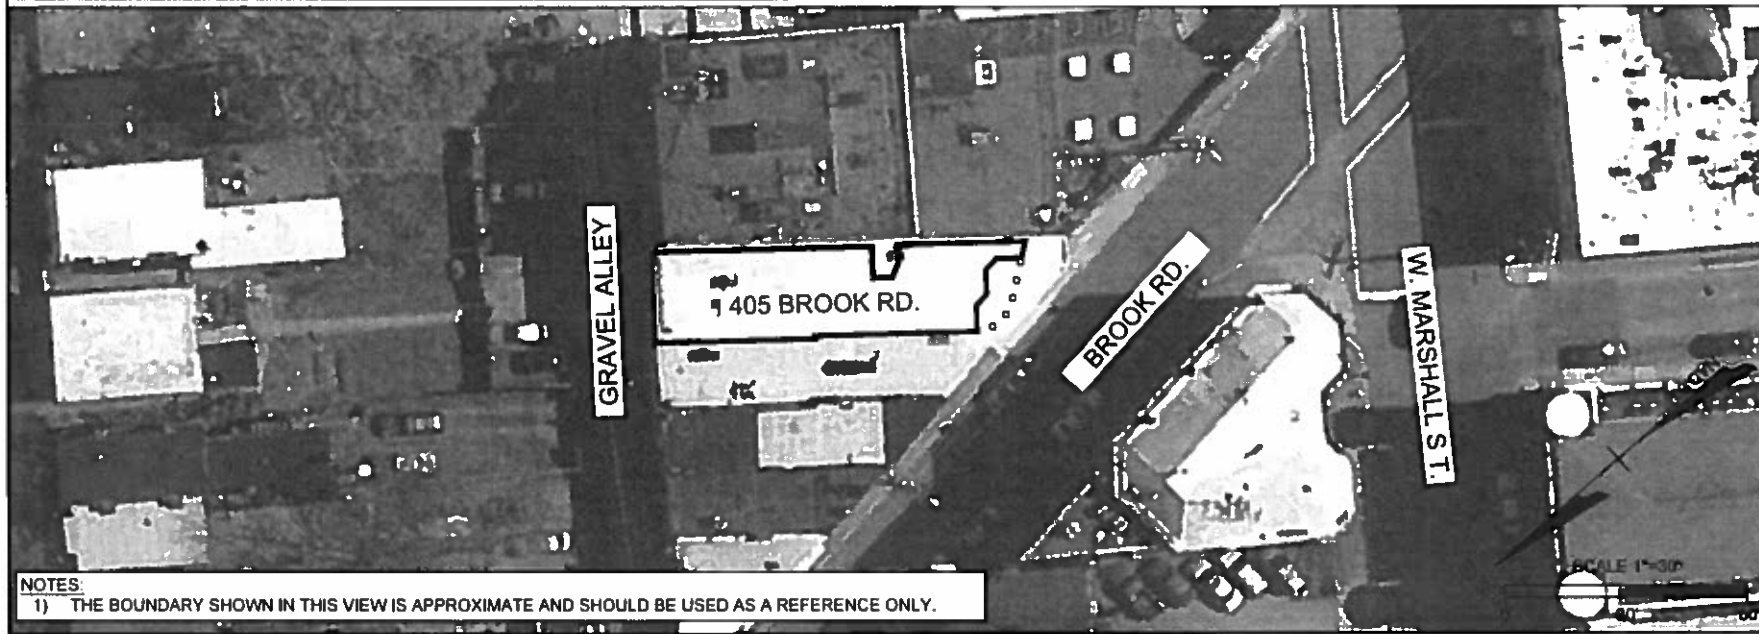 GRAVEL ALLEY
405 BROOK RD.
BROOK RD.
W. MARSHALL ST.
SCALE 1"=30'
NOTES:
1) THE BOUNDARY SHOWN IN THIS VIEW IS APPROXIMATE AND SHOULD BE USED AS A REFERENCE ONLY.